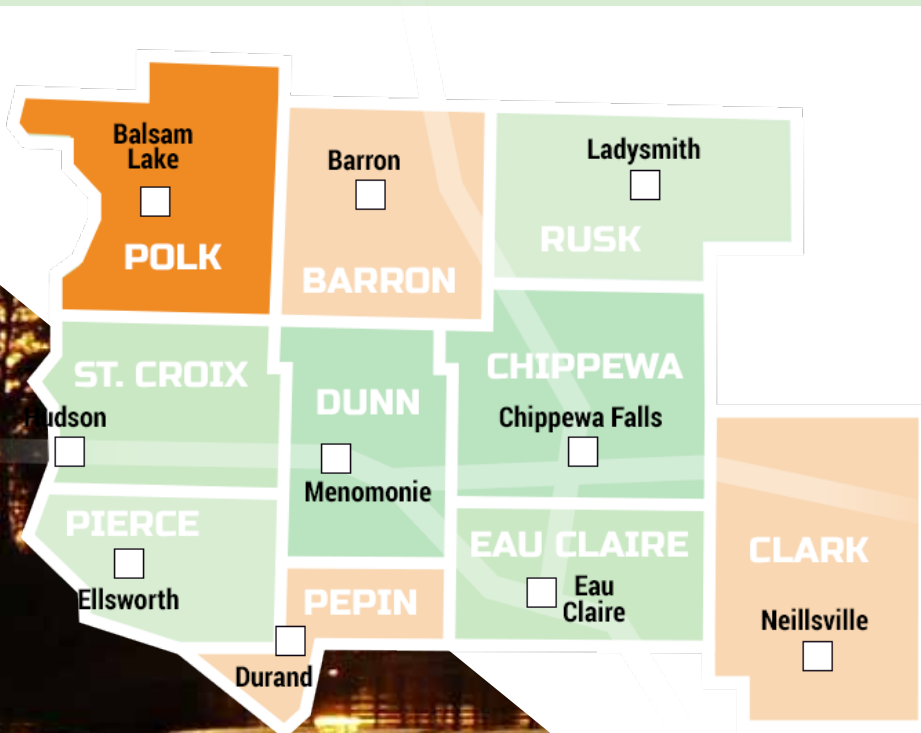 Balsam
Lake
POLK
Barron
BARRON
Ladysmith
RUSK
ST. CROIX
Hudson
DUNN
Menomonie
CHIPPEWA
Chippewa Falls
PIERCE
Ellsworth
PEPIN
Durand
EAU CLAIRE
Eau
Claire
CLARK
Neillsville